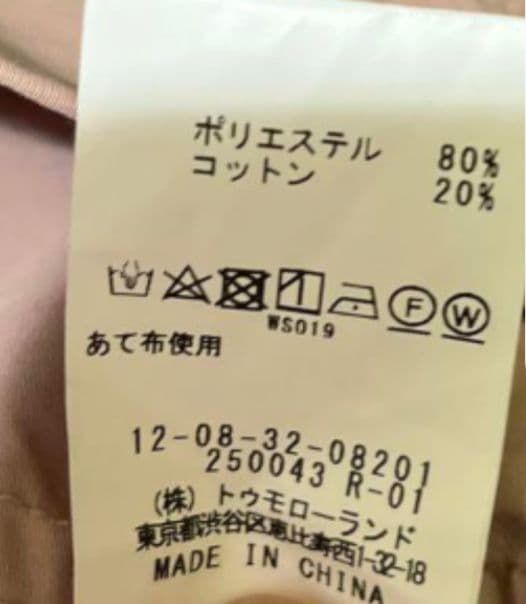 ポリエステル 80%
コットン 20%
F W
WS019
あて布使用
12-08-32-08201
250043 R-01
(株) トゥモローランド
東京都渋谷区恵比寿西1-32-18
MADE IN CHINA